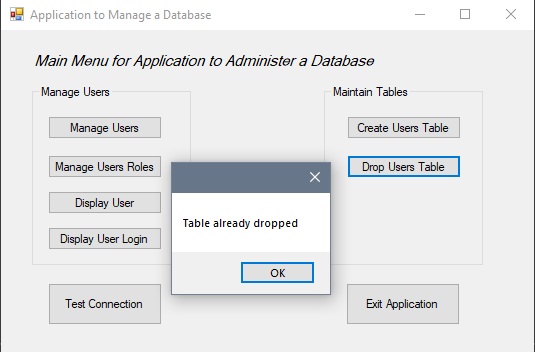 Application to Manage a Database
Main Menu for Application to Administer a Database
Manage Users
Maintain Tables
Manage Users
Create Users Table
Manage Users Roles
Drop Users Table
Display User
Table already dropped
Display User Login
OK
Test Connection
Exit Application